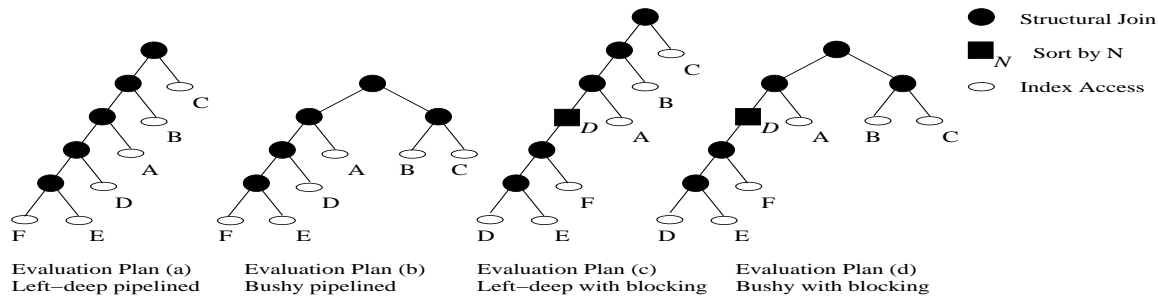 Structural Join
N Sort by N
Index Access
C
B
A
D
F E
A B C
D
F E
C
B
D A
F
D E
D A B C
F
D E
Evaluation Plan (a)
Left-deep pipelined
Evaluation Plan (b)
Bushy pipelined
Evaluation Plan (c)
Left-deep with blocking
Evaluation Plan (d)
Bushy with blocking